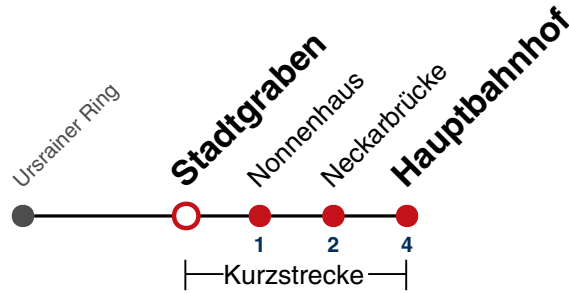 Ursrainer Ring
Stadtgraben
Nonnenhaus
Neckarbrücke
Hauptbahnhof
1
2
4
Kurzstrecke